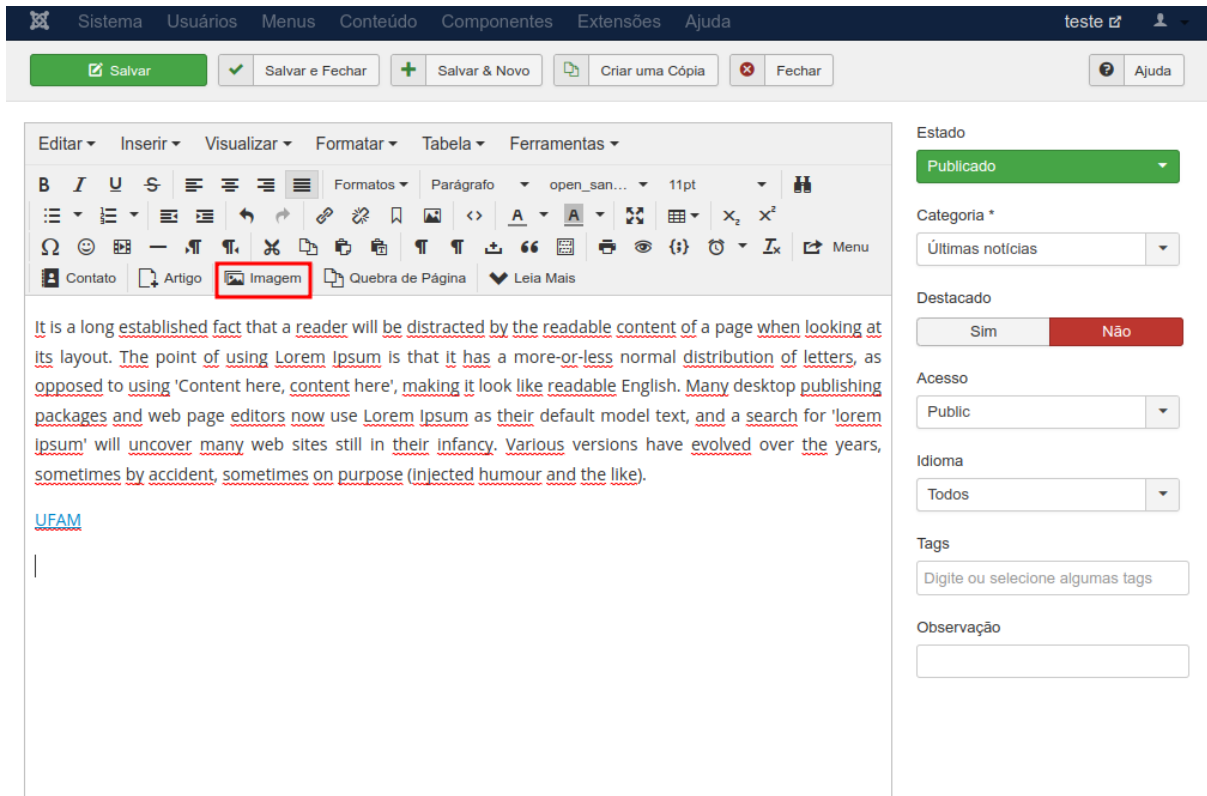 Sistema Usuários Menus Conteúdo Componentes Extensões Ajuda teste
Salvar Salvar e Fechar Salvar & Novo Criar uma Cópia Fechar Ajuda
Editar Inserir Visualizar Formatar Tabela Ferramentas
B I U S Formatos Parágrafo open_san... 11pt
A A X₂ X²
Ω Menu
Contato Artigo Imagem Quebra de Página Leia Mais
It is a long established fact that a reader will be distracted by the readable content of a page when looking at
its layout. The point of using Lorem Ipsum is that it has a more-or-less normal distribution of letters, as
opposed to using 'Content here, content here', making it look like readable English. Many desktop publishing
packages and web page editors now use Lorem Ipsum as their default model text, and a search for 'lorem
ipsum' will uncover many web sites still in their infancy. Various versions have evolved over the years,
sometimes by accident, sometimes on purpose (injected humour and the like).
UFAM
Estado
Publicado
Categoria *
Últimas notícias
Destacado
Sim Não
Acesso
Public
Idioma
Todos
Tags
Digite ou selecione algumas tags
Observação